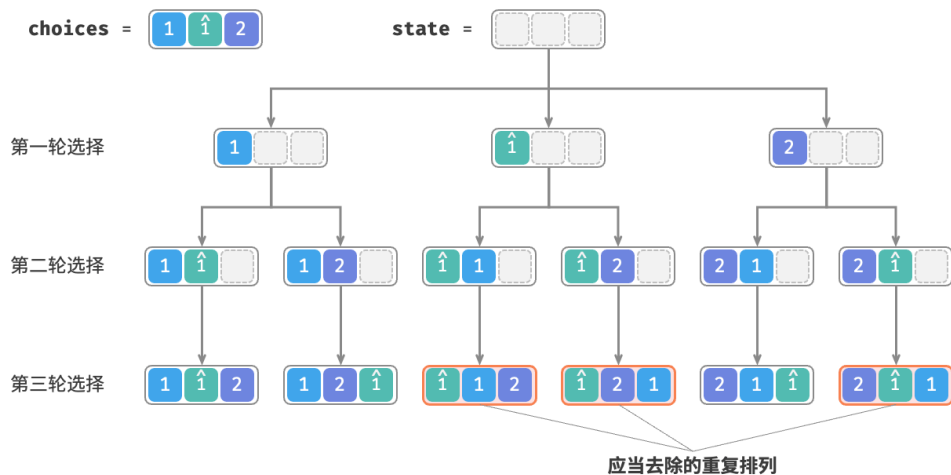 choices = 1 1̂ 2
state =
第一轮选择
1
1̂
2
第二轮选择
1 1̂
1 2
1̂ 1
1̂ 2
2 1
2 1̂
第三轮选择
1 1̂ 2
1 2 1̂
1̂ 1 2
1̂ 2 1
2 1 1̂
2 1̂ 1
应当去除的重复排列